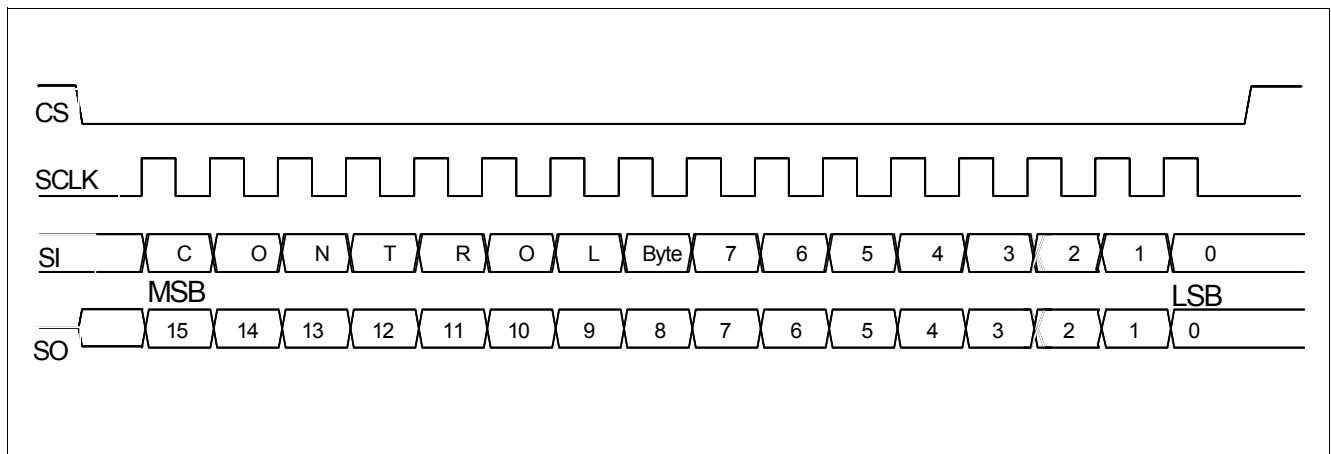 CS
SCLK
SI C O N T R O L Byte 7 6 5 4 3 2 1 0
MSB LSB
SO 15 14 13 12 11 10 9 8 7 6 5 4 3 2 1 0